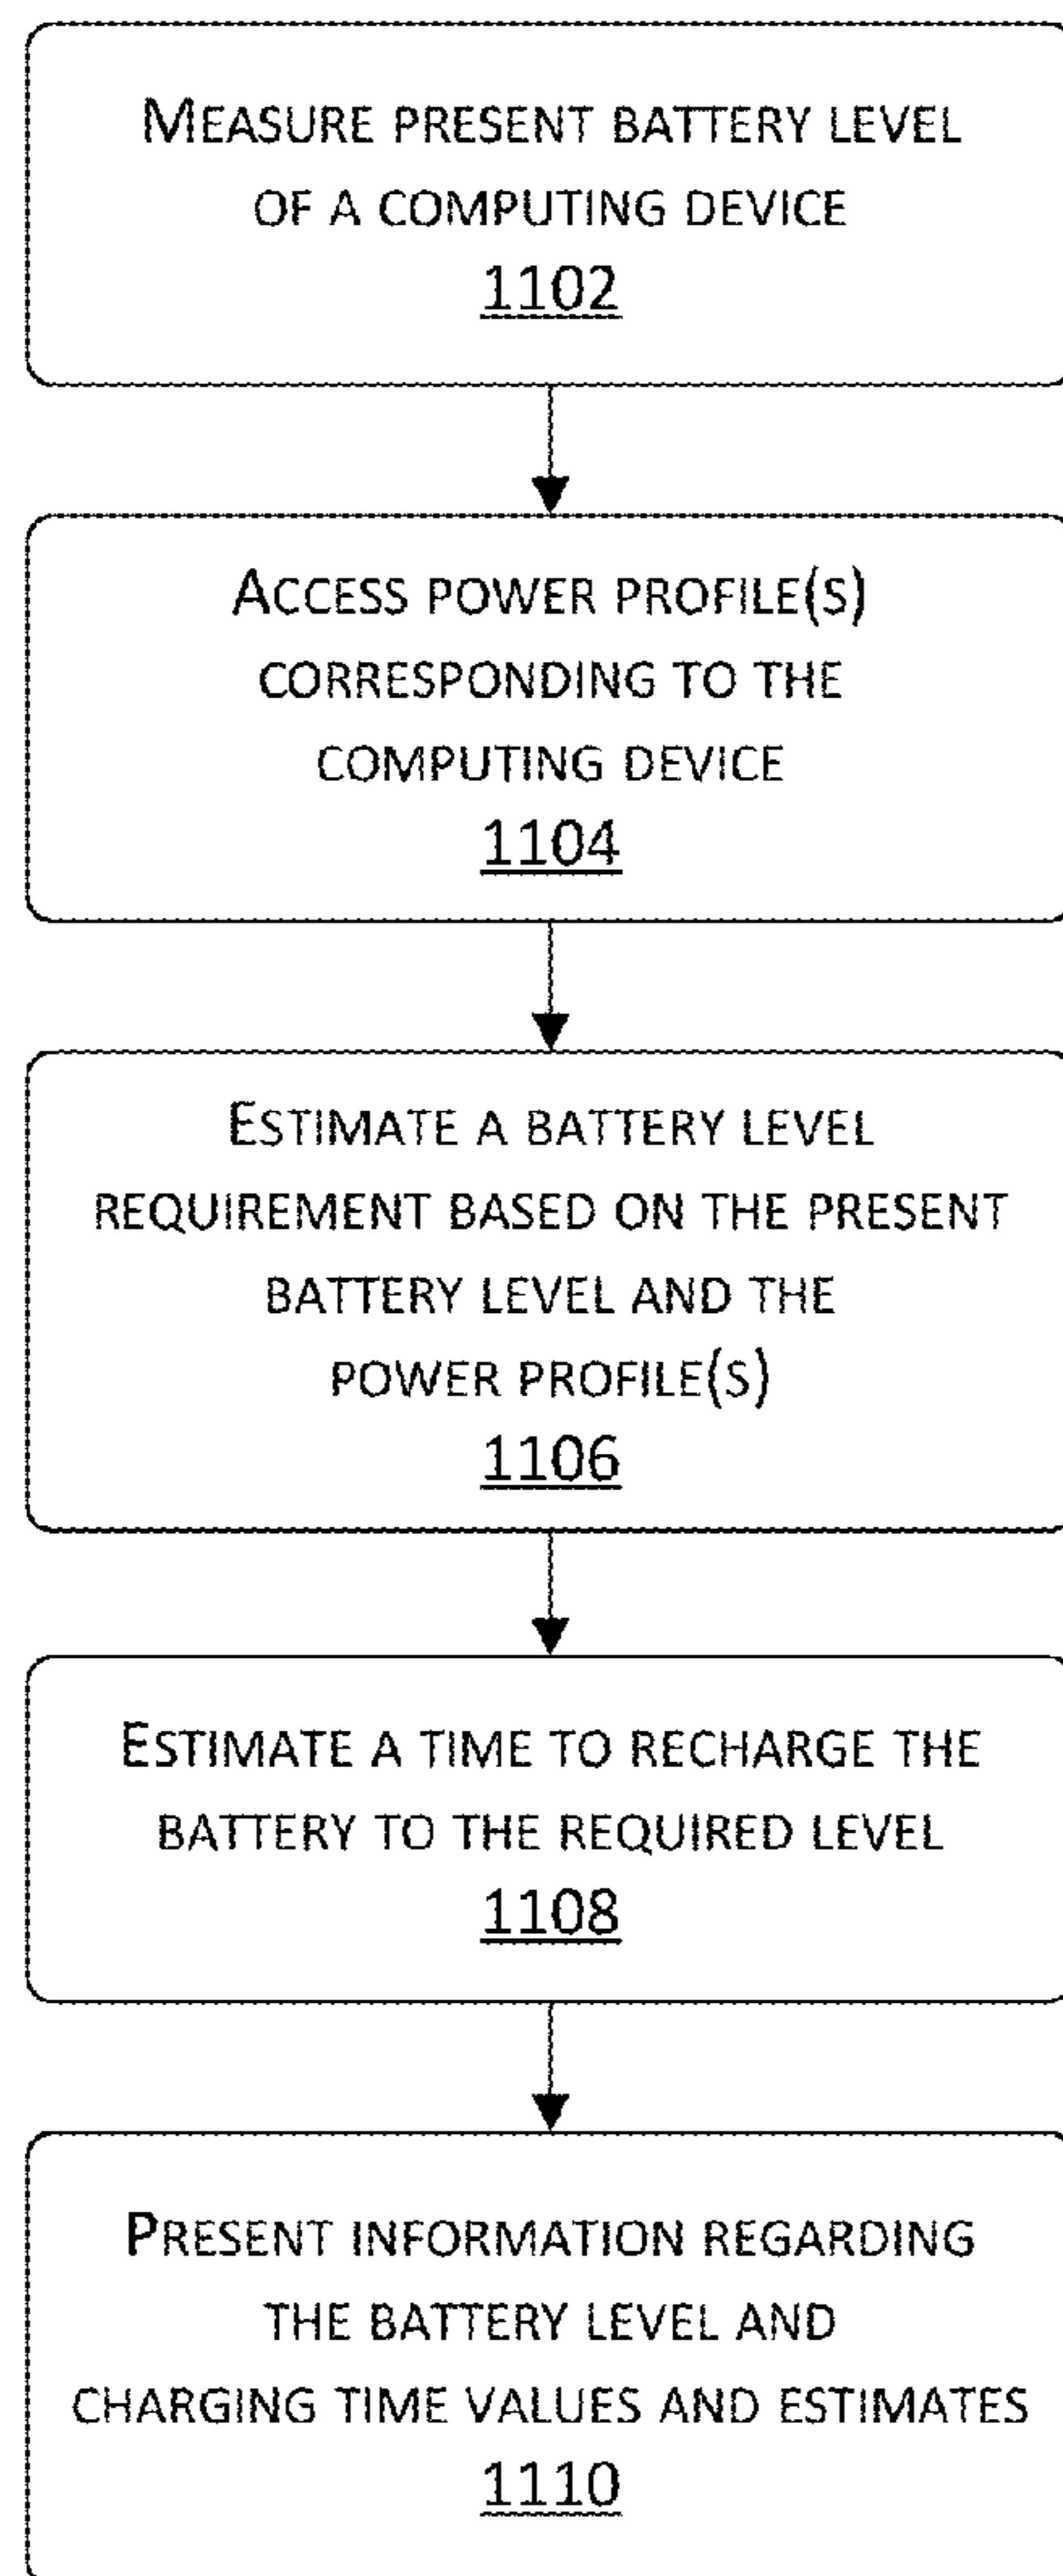 MEASURE PRESENT BATTERY LEVEL
OF A COMPUTING DEVICE
1102
ACCESS POWER PROFILE(S)
CORRESPONDING TO THE
COMPUTING DEVICE
1104
ESTIMATE A BATTERY LEVEL
REQUIREMENT BASED ON THE PRESENT
BATTERY LEVEL AND THE
POWER PROFILE(S)
1106
ESTIMATE A TIME TO RECHARGE THE
BATTERY TO THE REQUIRED LEVEL
1108
PRESENT INFORMATION REGARDING
THE BATTERY LEVEL AND
CHARGING TIME VALUES AND ESTIMATES
1110